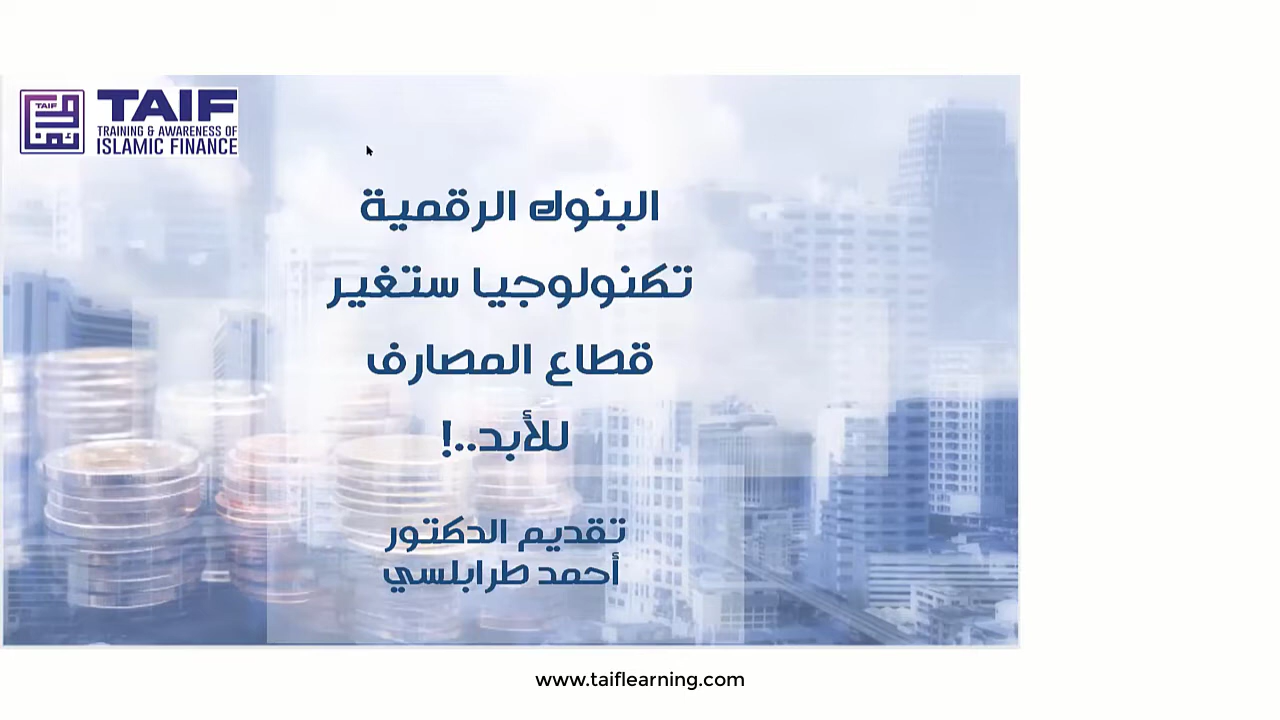 TAIF
TAIF
TRAINING & AWARENESS OF
ISLAMIC FINANCE
البنوك الرقمية
تكنولوجيا ستغير
قطاع المصارف
للأبد..!
تقديم الدكتور
أحمد طرابلسي
www.taiflearning.com